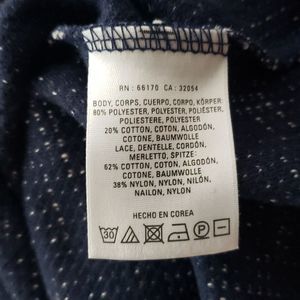 RN : 66170 CA : 32054
BODY, CORPS, CUERPO, CORPO, KÖRPER
80% POLYESTER, POLYESTER, POLIÉSTER,
POLIESTERE, POLYESTER
20% COTTON, COTON, ALGODÓN,
COTONE, BAUMWOLLE
LACE, DENTELLE, CORDÓN,
MERLETTO, SPITZE:
62% COTTON, COTON, ALGODÓN,
COTONE, BAUMWOLLE
38% NYLON, NYLON, NILÓN,
NAILON, NYLON
HECHO EN COREA
30
P